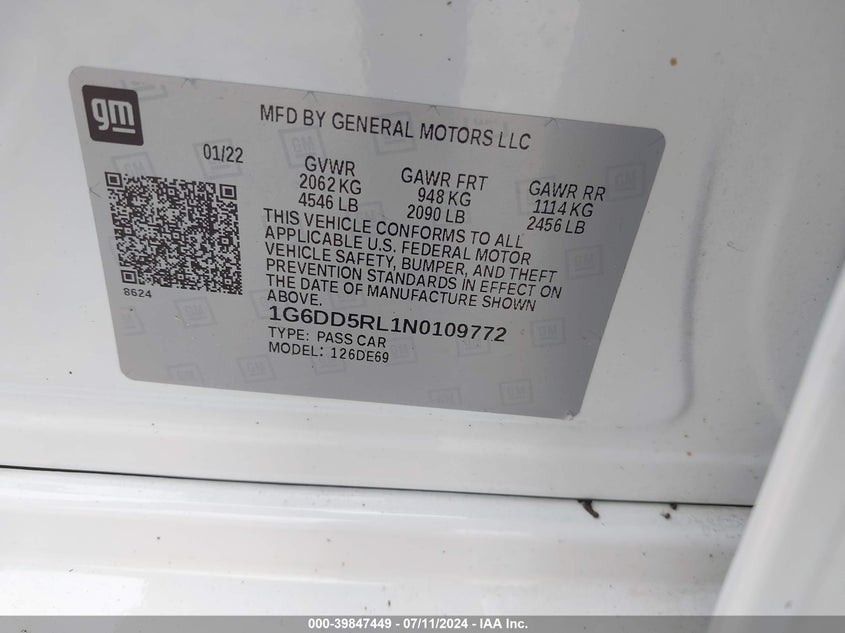 gm
MFD BY GENERAL MOTORS LLC
01/22
GVWR
2062 KG
4546 LB
GAWR FRT
948 KG
2090 LB
GAWR RR
1114 KG
2456 LB
THIS VEHICLE CONFORMS TO ALL
APPLICABLE U.S. FEDERAL MOTOR
VEHICLE SAFETY, BUMPER, AND THEFT
PREVENTION STANDARDS IN EFFECT ON
THE DATE OF MANUFACTURE SHOWN
ABOVE.
8624
1G6DD5RL1N0109772
TYPE: PASS CAR
MODEL: 126DE69
000-39847449 - 07/11/2024 - IAA Inc.